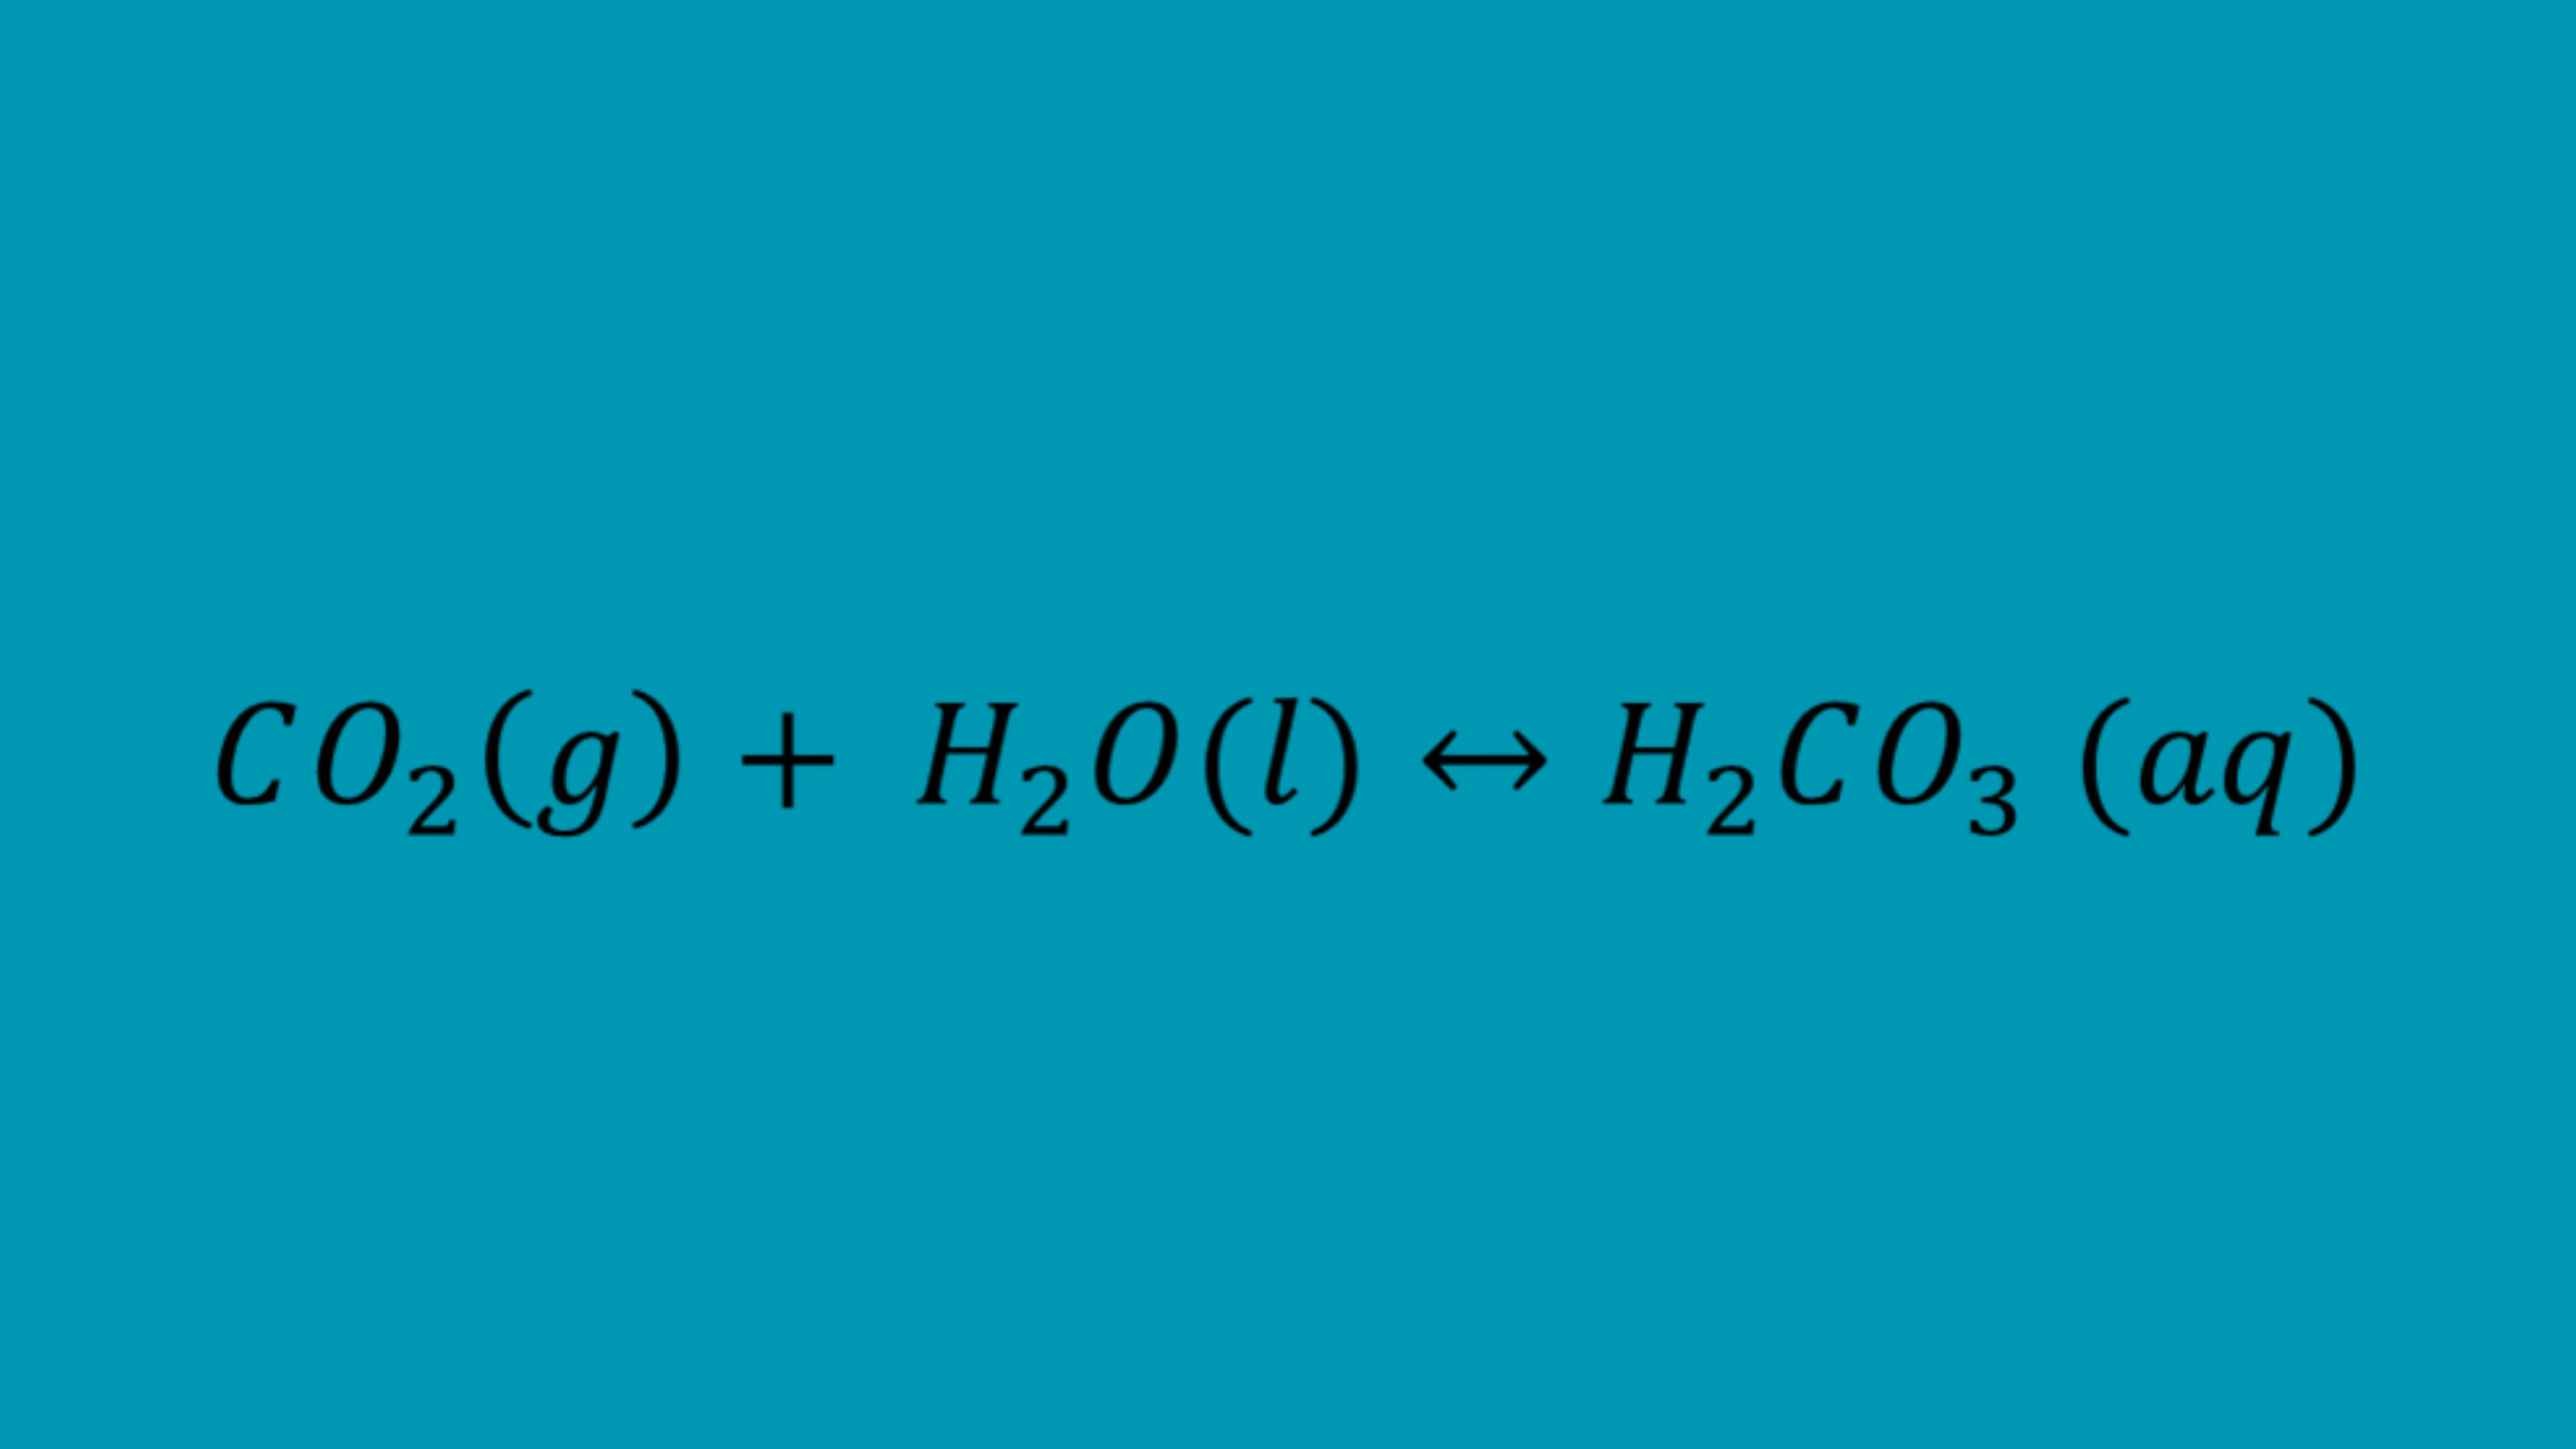 CO₂(g) + H₂O(l) ↔ H₂CO₃ (aq)